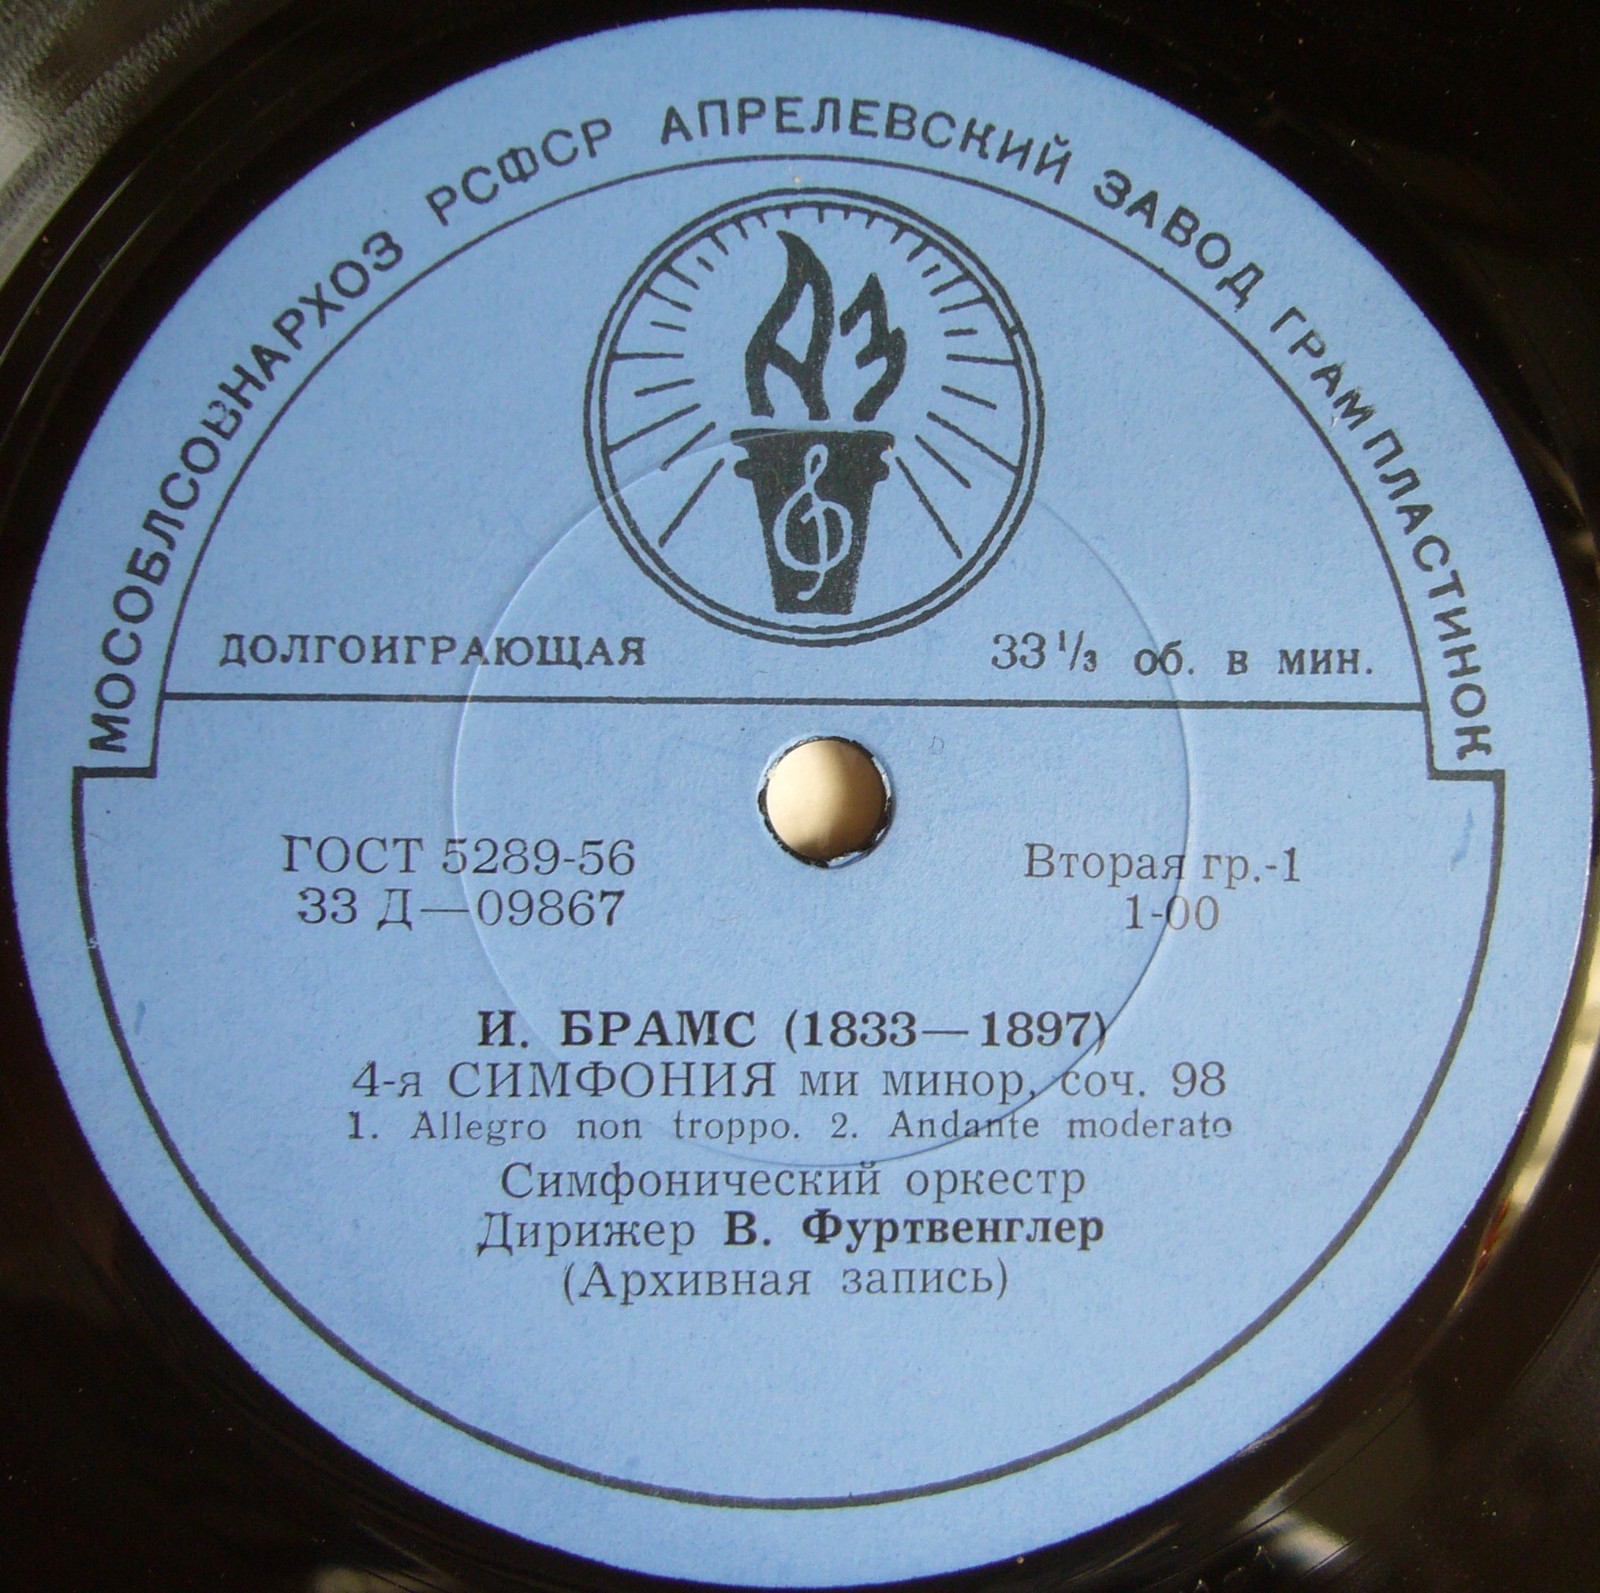 МОСОБЛСОВНАРХОЗ РСФСР АПРЕЛЕВСКИЙ ЗАВОД ГРАМПЛАСТИНОК
АЗ
ДОЛГОИГРАЮЩАЯ 33 1/3 об. в мин.
ГОСТ 5289-56 Вторая гр.-1
33 Д—09867 1-00
И. БРАМС (1833—1897)
4-я СИМФОНИЯ ми минор, соч. 98
1. Allegro non troppo. 2. Andante moderato
Симфонический оркестр
Дирижер В. Фуртвенглер
(Архивная запись)